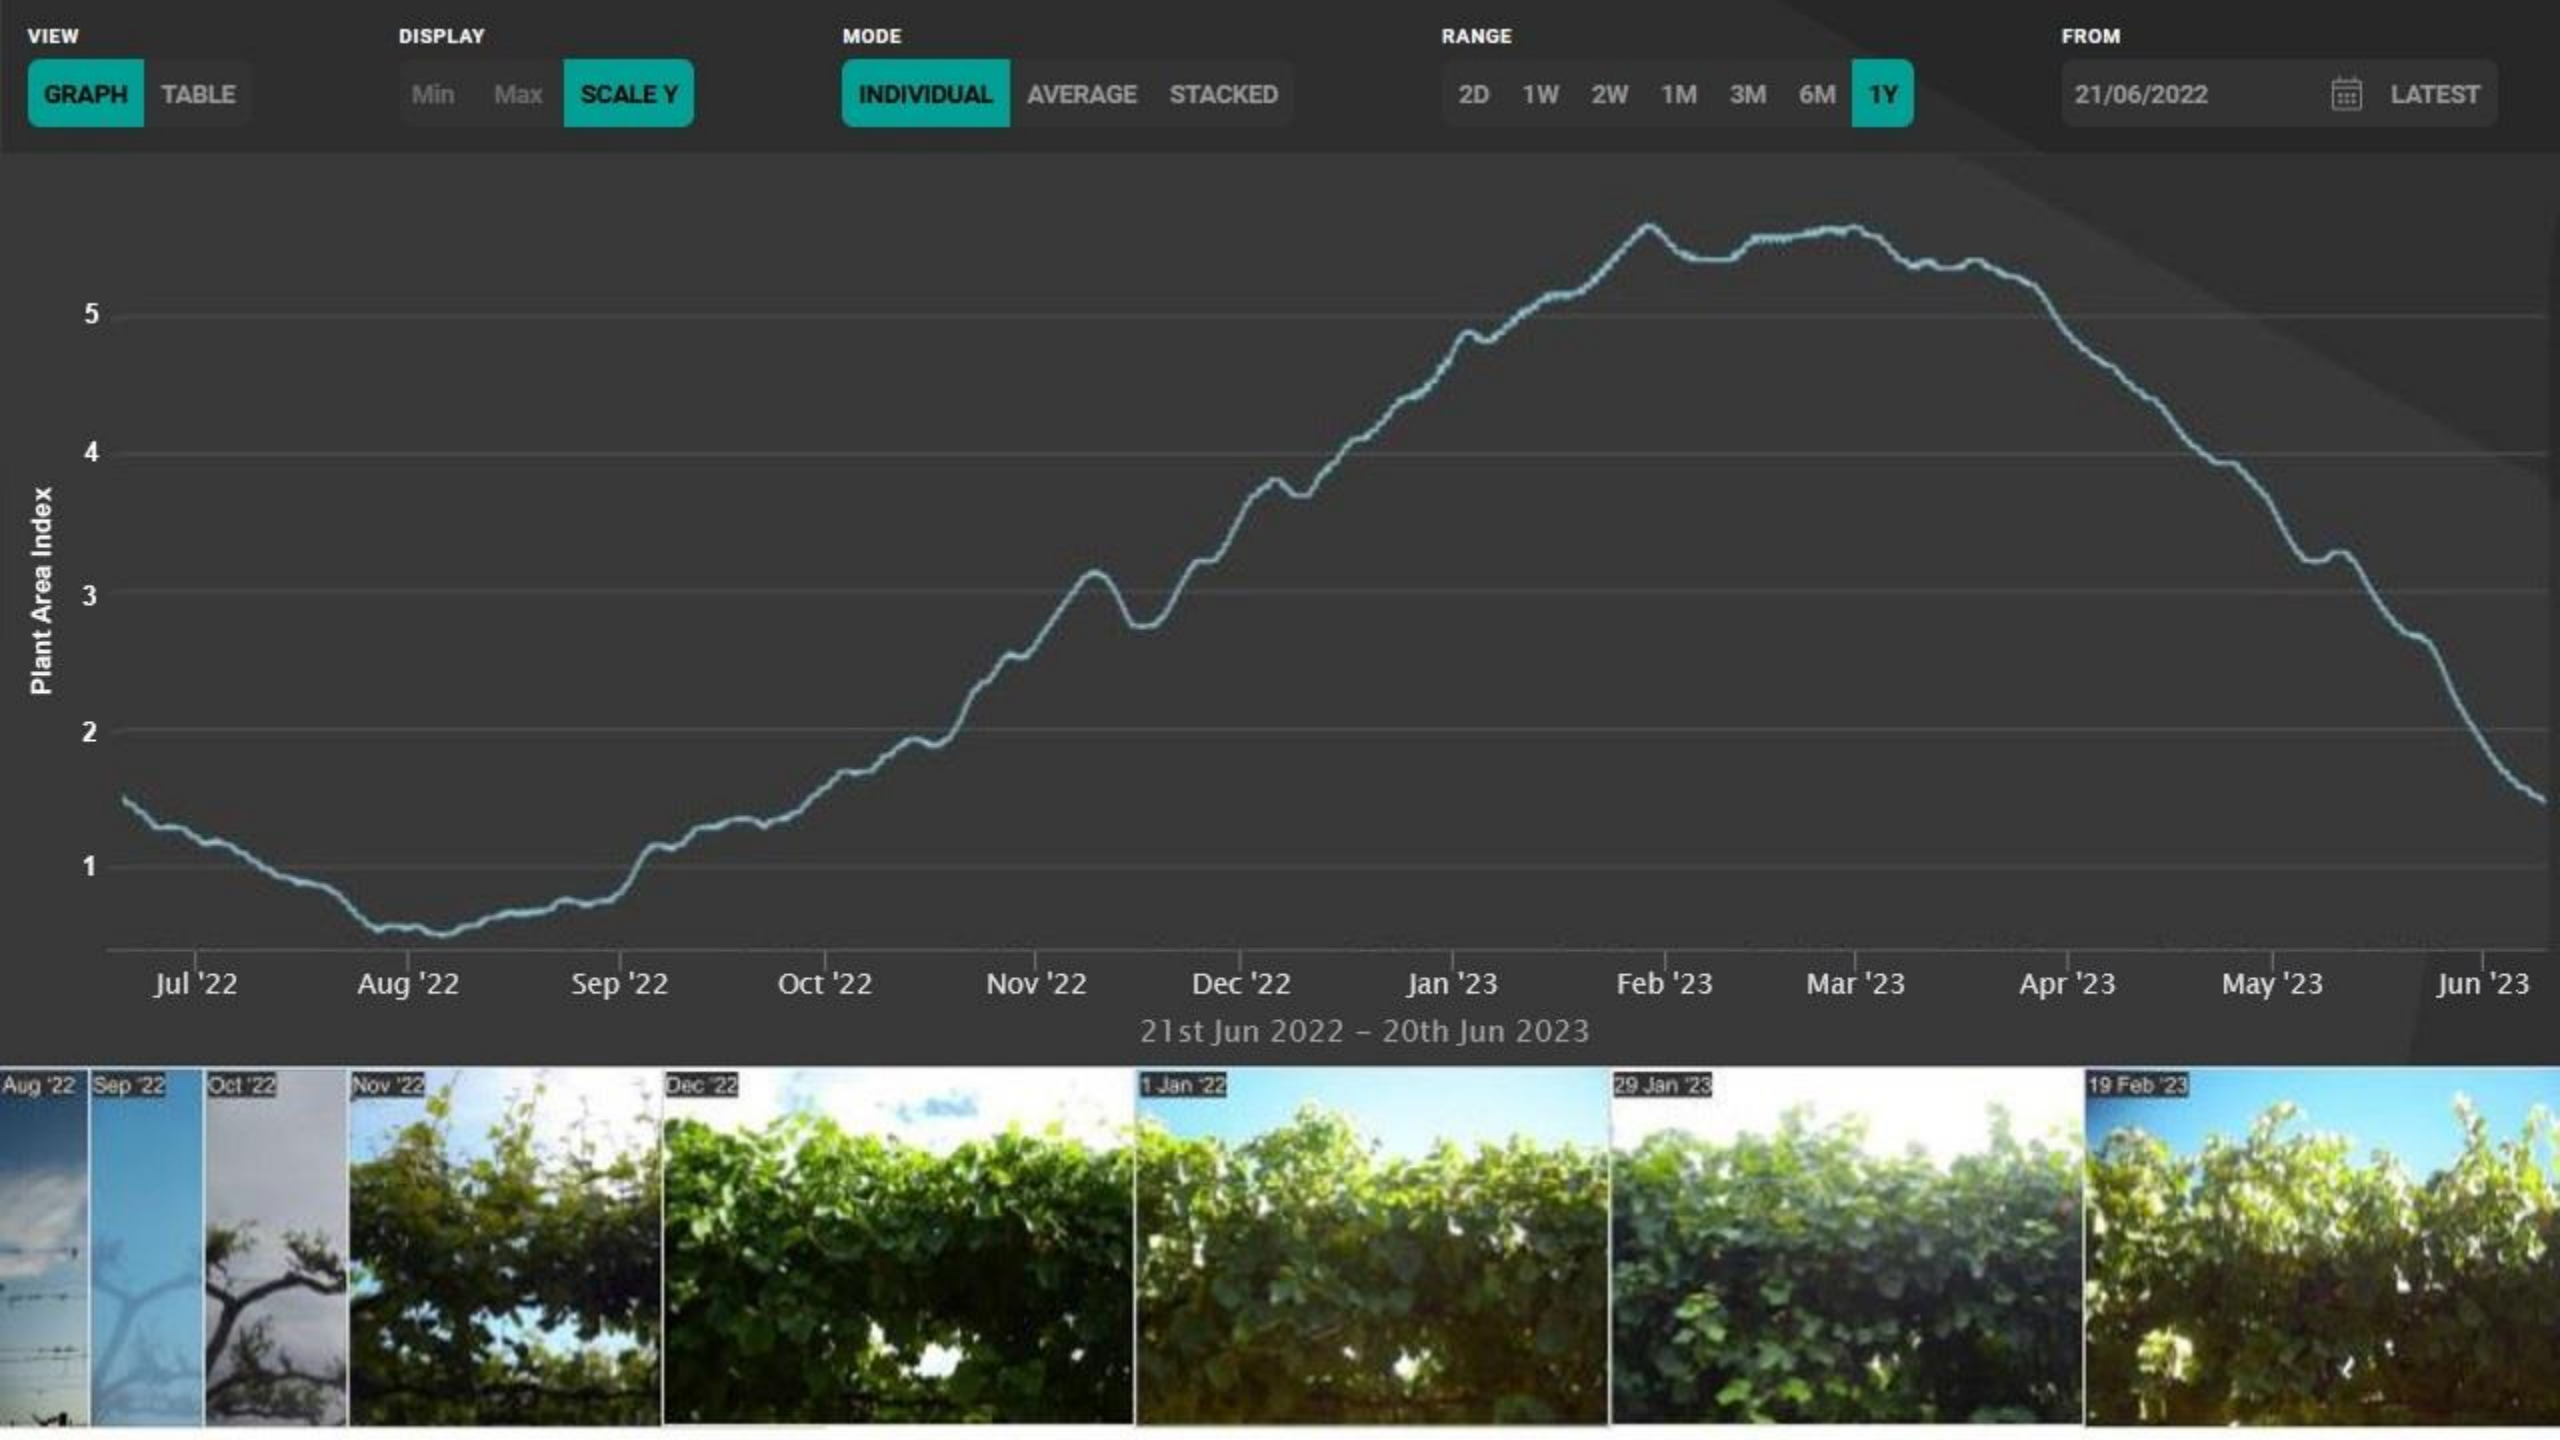 VIEW DISPLAY MODE RANGE FROM
GRAPH TABLE Min Max SCALE Y INDIVIDUAL AVERAGE STACKED 2D 1W 2W 1M 3M 6M 1Y 21/06/2022 LATEST
Plant Area Index
5
4
3
2
1
Jul '22 Aug '22 Sep '22 Oct '22 Nov '22 Dec '22 Jan '23 Feb '23 Mar '23 Apr '23 May '23 Jun '23
21st Jun 2022 – 20th Jun 2023
Aug '22 Sep '22 Oct '22 Nov '22 Dec '22 1 Jan '22 29 Jan '23 19 Feb '23